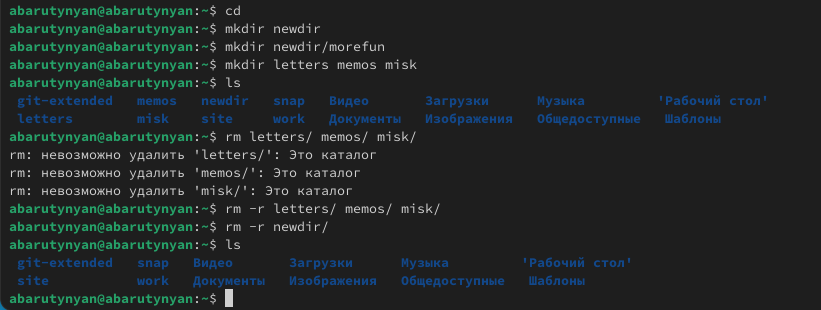 abarutynyan@abarutynyan:~$ cd
abarutynyan@abarutynyan:~$ mkdir newdir
abarutynyan@abarutynyan:~$ mkdir newdir/morefun
abarutynyan@abarutynyan:~$ mkdir letters memos misk
abarutynyan@abarutynyan:~$ ls
git-extended   memos   newdir   snap   Видео       Загрузки      Музыка         'Рабочий стол'
letters        misk    site     work   Документы   Изображения   Общедоступные   Шаблоны
abarutynyan@abarutynyan:~$ rm letters/ memos/ misk/
rm: невозможно удалить 'letters/': Это каталог
rm: невозможно удалить 'memos/': Это каталог
rm: невозможно удалить 'misk/': Это каталог
abarutynyan@abarutynyan:~$ rm -r letters/ memos/ misk/
abarutynyan@abarutynyan:~$ rm -r newdir/
abarutynyan@abarutynyan:~$ ls
git-extended   snap   Видео       Загрузки      Музыка         'Рабочий стол'
site           work   Документы   Изображения   Общедоступные   Шаблоны
abarutynyan@abarutynyan:~$